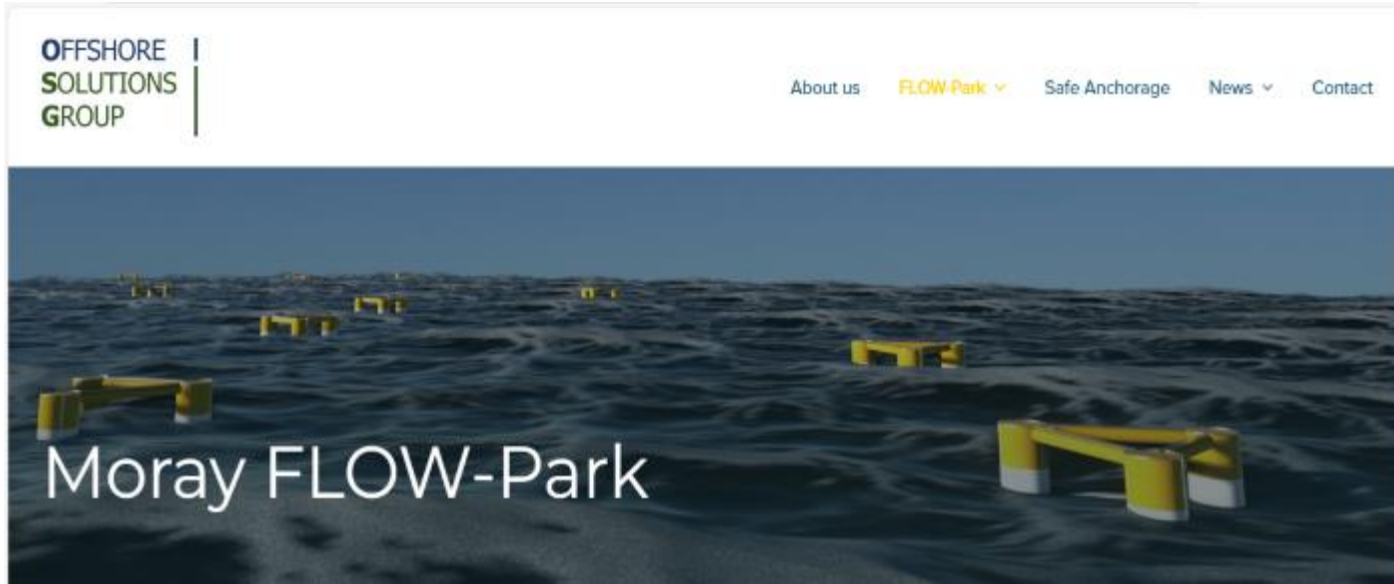 OFFSHORE
SOLUTIONS
GROUP
About us FLOW-Park Safe Anchorage News Contact
Moray FLOW-Park